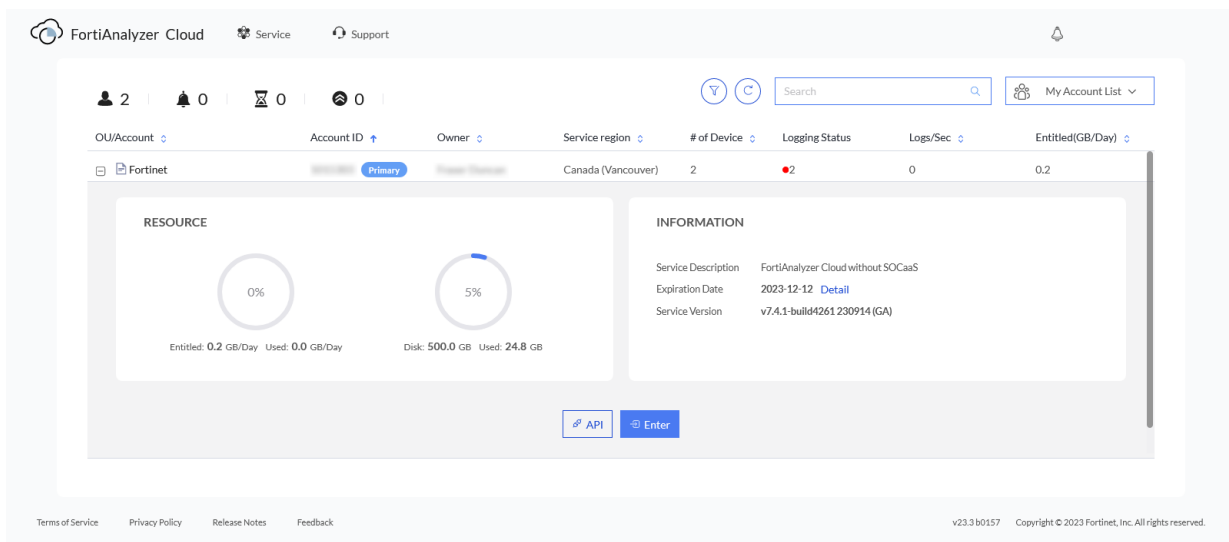 FortiAnalyzer Cloud Service Support
2 0 0 0 Search My Account List
OU/Account Account ID Owner Service region # of Device Logging Status Logs/Sec Entitled(GB/Day)
Fortinet Primary Canada (Vancouver) 2 2 0 0.2
RESOURCE
0% 5%
Entitled: 0.2 GB/Day Used: 0.0 GB/Day Disk: 500.0 GB Used: 24.8 GB
INFORMATION
Service Description FortiAnalyzer Cloud without SOCaaS
Expiration Date 2023-12-12 Detail
Service Version v7.4.1-build4261 230914 (GA)
API Enter
Terms of Service Privacy Policy Release Notes Feedback v23.3 b0157 Copyright © 2023 Fortinet, Inc. All rights reserved.